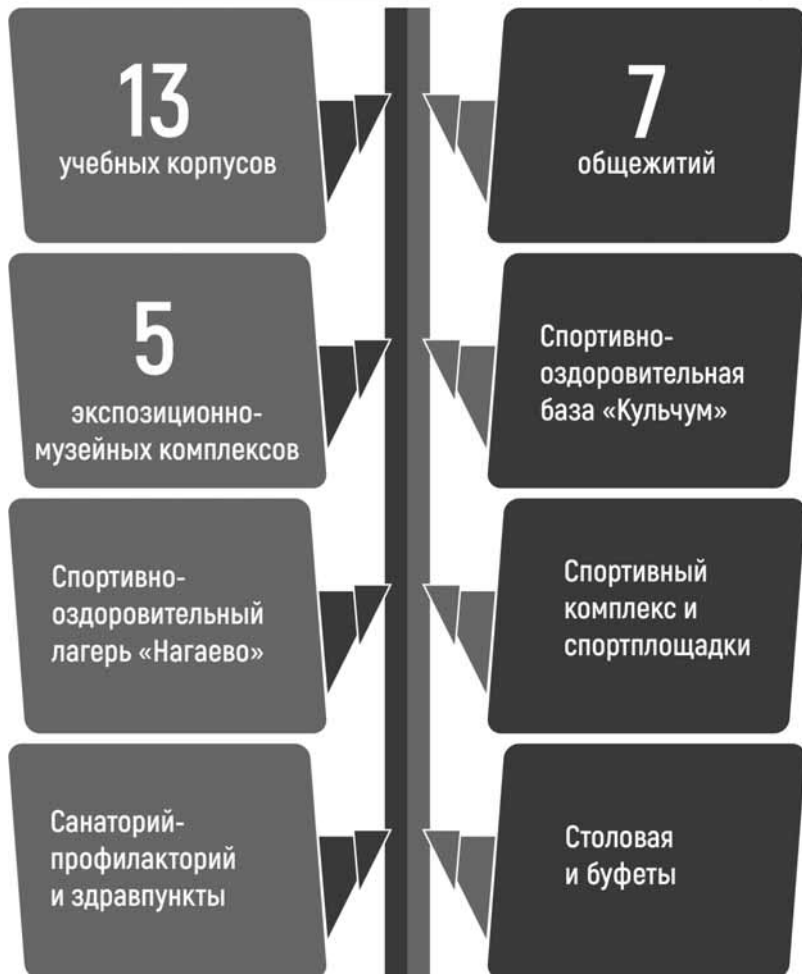 13
учебных корпусов
7
общежитий
5
экспозиционно-
музейных комплексов
Спортивно-
оздоровительная
база «Кульчум»
Спортивно-
оздоровительный
лагерь «Нагаево»
Спортивный
комплекс и
спортплощадки
Санаторий-
профилакторий
и здравпункты
Столовая
и буфеты